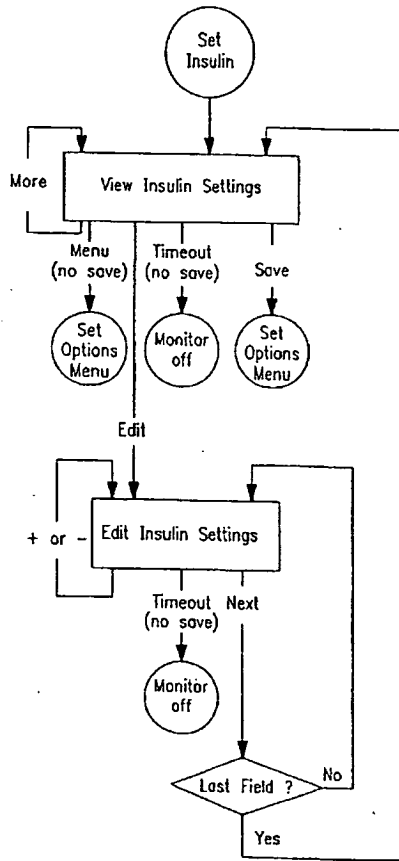 Set
Insulin
More
View Insulin Settings
Menu
(no save)
Timeout
(no save)
Save
Set
Options
Menu
Monitor
off
Set
Options
Menu
Edit
+ or -
Edit Insulin Settings
Timeout
(no save)
Next
Monitor
off
Last Field ?
No
Yes